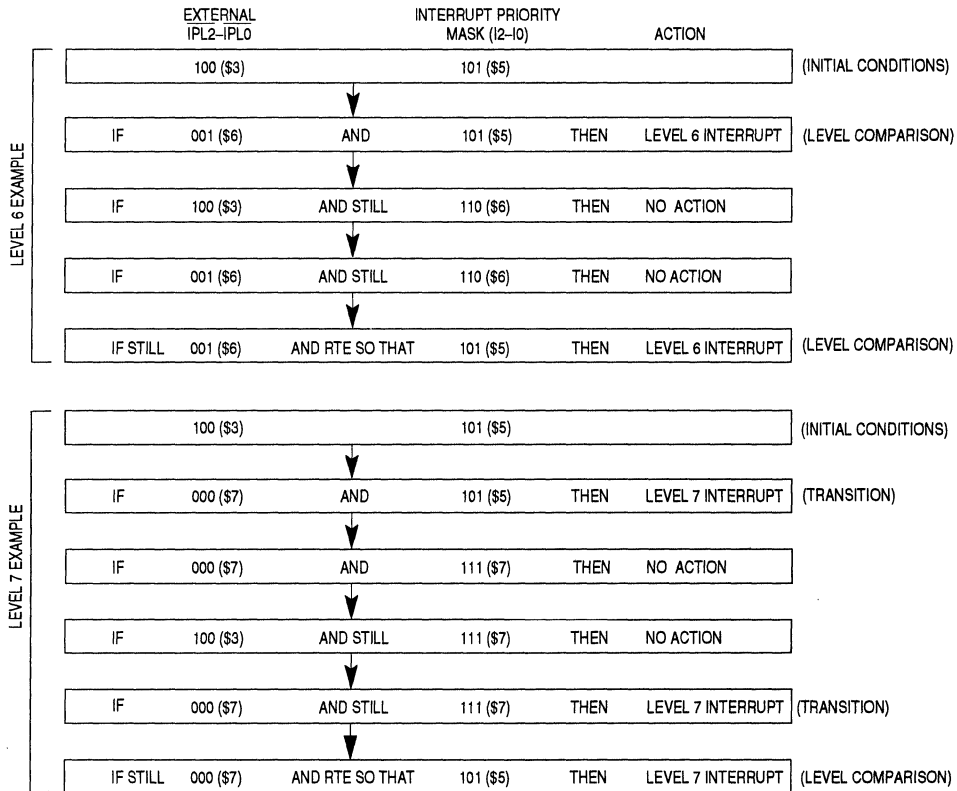 EXTERNAL INTERRUPT PRIORITY
IPL2–IPL0 MASK (I2–I0) ACTION
LEVEL 6 EXAMPLE
100 ($3) 101 ($5) (INITIAL CONDITIONS)
IF 001 ($6) AND 101 ($5) THEN LEVEL 6 INTERRUPT (LEVEL COMPARISON)
IF 100 ($3) AND STILL 110 ($6) THEN NO ACTION
IF 001 ($6) AND STILL 110 ($6) THEN NO ACTION
IF STILL 001 ($6) AND RTE SO THAT 101 ($5) THEN LEVEL 6 INTERRUPT (LEVEL COMPARISON)
LEVEL 7 EXAMPLE
100 ($3) 101 ($5) (INITIAL CONDITIONS)
IF 000 ($7) AND 101 ($5) THEN LEVEL 7 INTERRUPT (TRANSITION)
IF 000 ($7) AND 111 ($7) THEN NO ACTION
IF 100 ($3) AND STILL 111 ($7) THEN NO ACTION
IF 000 ($7) AND STILL 111 ($7) THEN LEVEL 7 INTERRUPT (TRANSITION)
IF STILL 000 ($7) AND RTE SO THAT 101 ($5) THEN LEVEL 7 INTERRUPT (LEVEL COMPARISON)